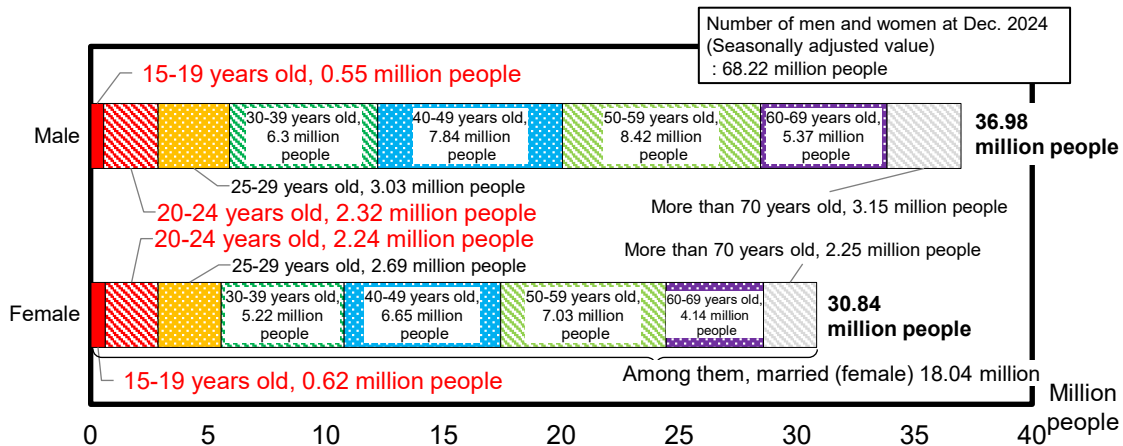 Number of men and women at Dec. 2024
(Seasonally adjusted value)
: 68.22 million people
15-19 years old, 0.55 million people
Male
30-39 years old,
6.3 million
people
40-49 years old,
7.84 million
people
50-59 years old,
8.42 million
people
60-69 years old,
5.37 million
people
36.98
million people
25-29 years old, 3.03 million people
20-24 years old, 2.32 million people
More than 70 years old, 3.15 million people
20-24 years old, 2.24 million people
More than 70 years old, 2.25 million people
25-29 years old, 2.69 million people
Female
30-39 years old,
5.22 million
people
40-49 years old,
6.65 million
people
50-59 years old,
7.03 million
people
60-69 years old,
4.14 million
people
30.84
million people
15-19 years old, 0.62 million people
Among them, married (female) 18.04 million
Million
people
0 5 10 15 20 25 30 35 40